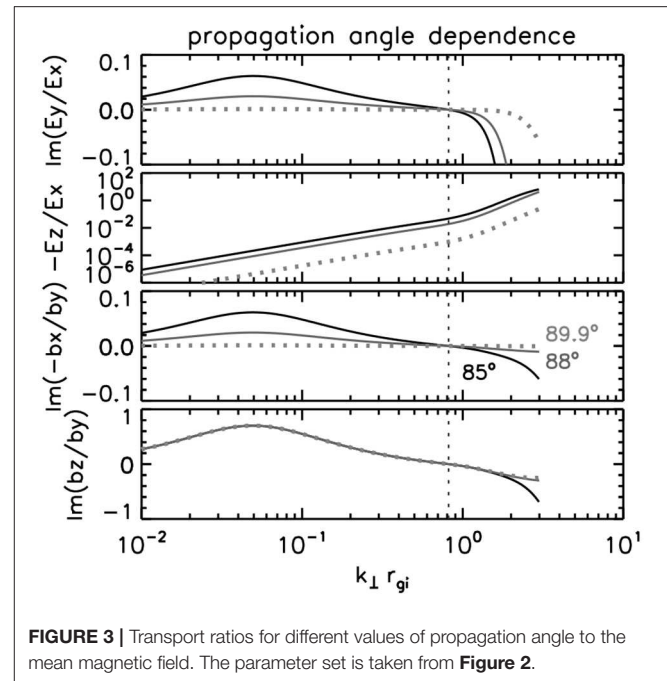 propagation angle dependence
Im(Ey/Ex)
0.1
0.0
−0.1
−Ez/Ex
10²
10⁰
10⁻²
10⁻⁴
10⁻⁶
Im(−bx/by)
0.1
0.0
−0.1
89.9°
85° 88°
Im(bz/by)
1
0
−1
10⁻² 10⁻¹ 10⁰ 10¹
k⊥ rgi
FIGURE 3 | Transport ratios for different values of propagation angle to the
mean magnetic field. The parameter set is taken from Figure 2.